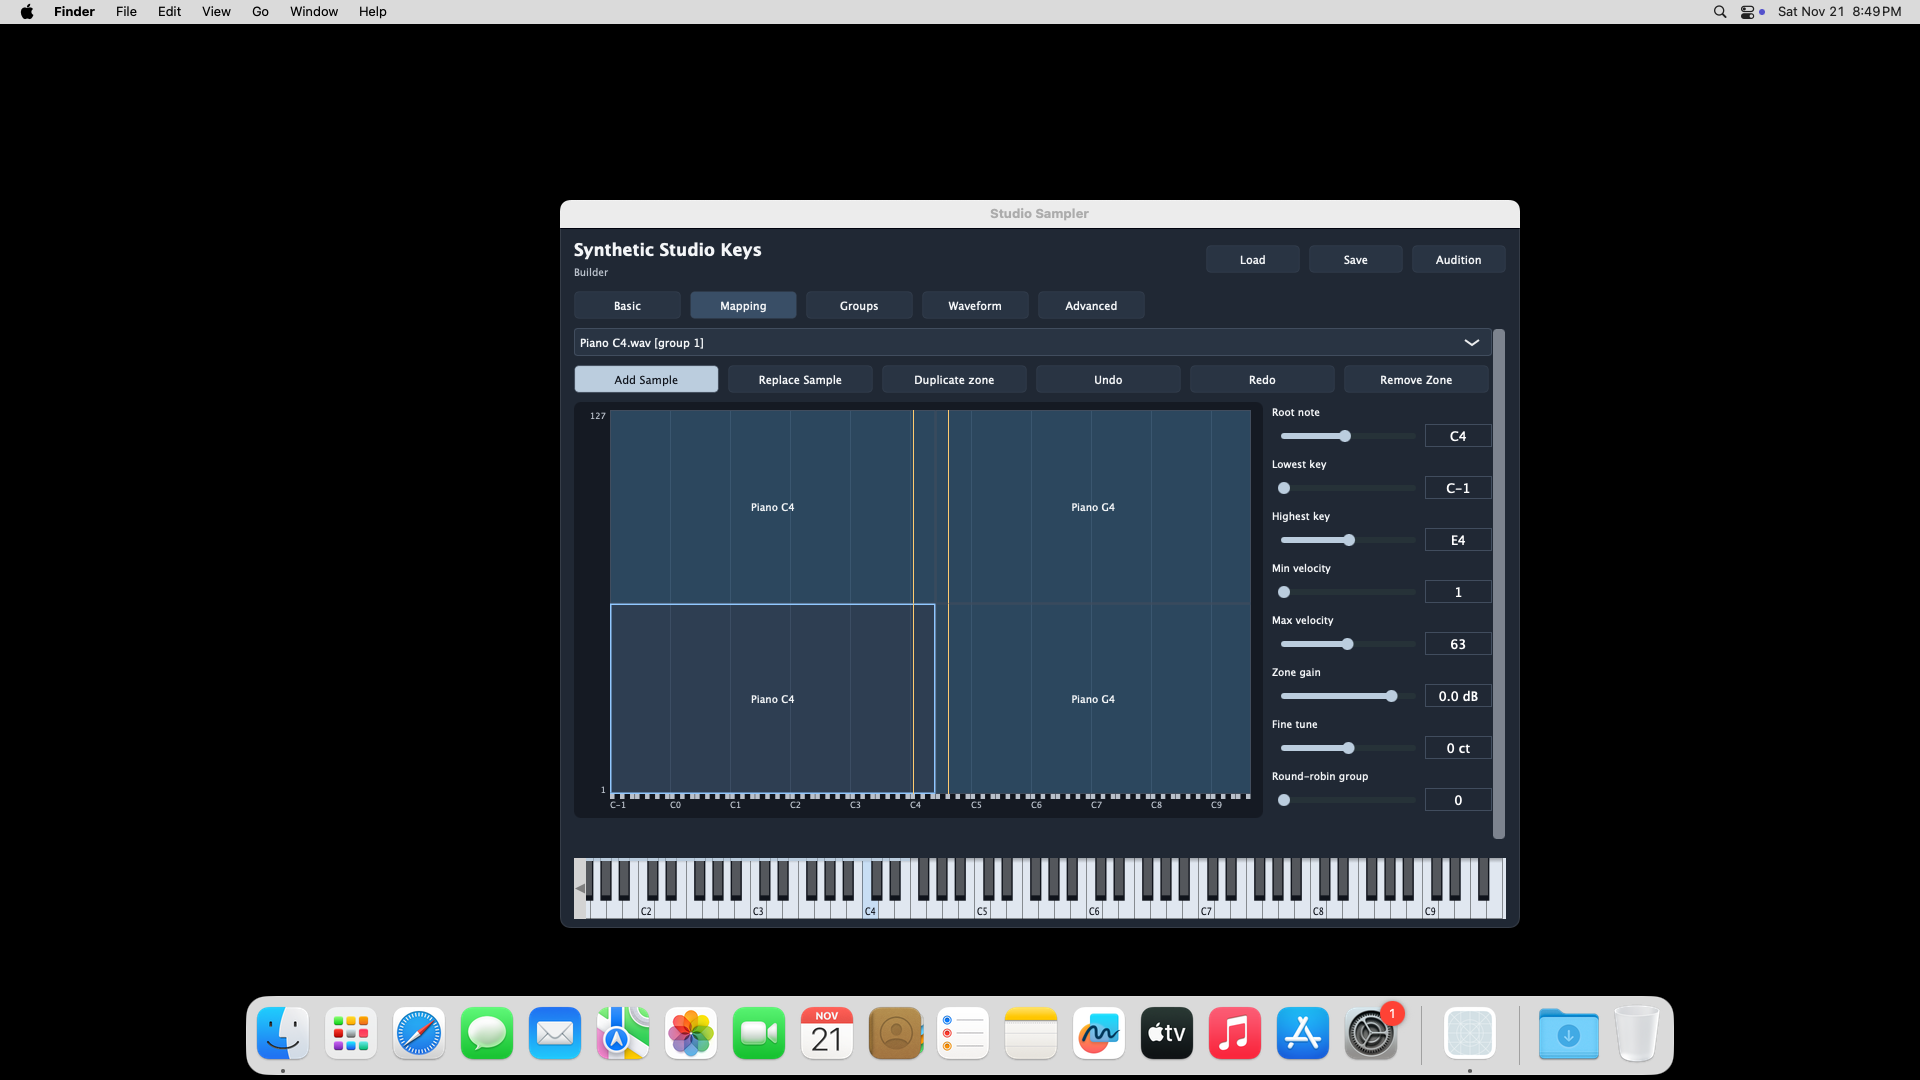 Finder File Edit View Go Window Help Sat Nov 21 8:49 PM
Studio Sampler
Synthetic Studio Keys
Builder
Load Save Audition
Basic Mapping Groups Waveform Advanced
Piano C4.wav [group 1]
Add Sample Replace Sample Duplicate zone Undo Redo Remove Zone
127
Piano C4 Piano G4
Piano C4 Piano G4
1
C-1 C0 C1 C2 C3 C4 C5 C6 C7 C8 C9
Root note
C4
Lowest key
C-1
Highest key
E4
Min velocity
1
Max velocity
63
Zone gain
0.0 dB
Fine tune
0 ct
Round-robin group
0
C2 C3 C4 C5 C6 C7 C8 C9
NOV
21
tv
1